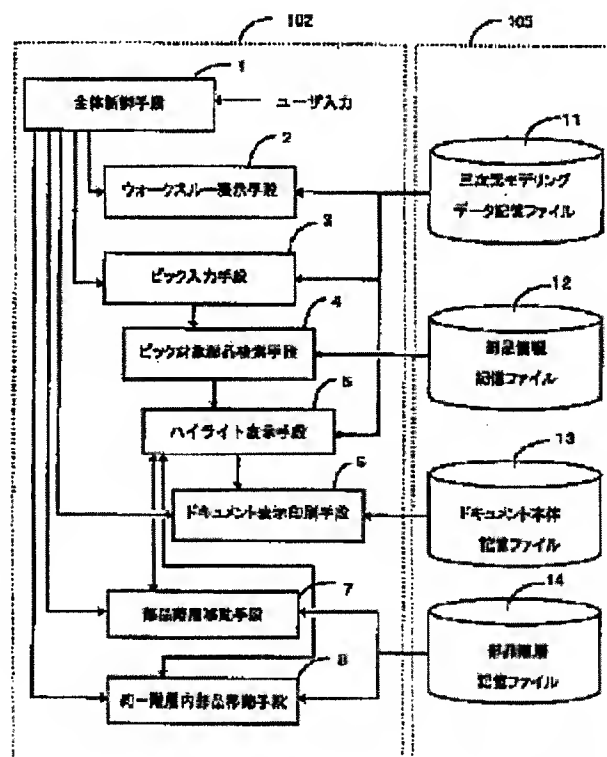 102
103
1
全体制御手段
ユーザ入力
2
ウォークスルー表示手段
11
三次元モデリング
データ記憶ファイル
3
ピック入力手段
4
ピック対象部品検索手段
12
部品情報
記憶ファイル
5
ハイライト表示手段
6
ドキュメント表示印刷手段
13
ドキュメント本体
記憶ファイル
7
部品階層移動手段
14
部品階層
記憶ファイル
8
同一階層内部品移動手段